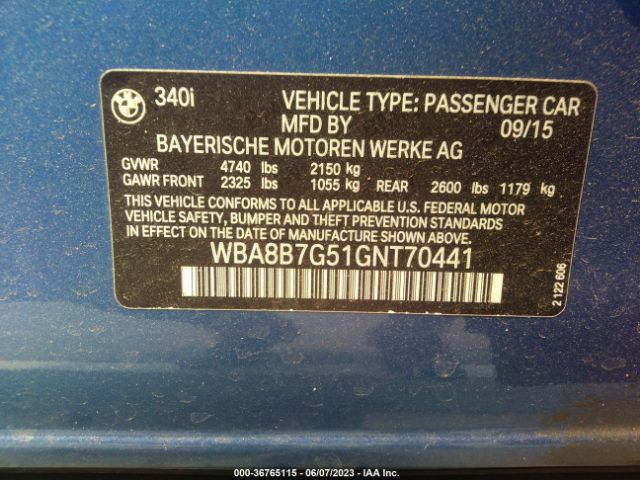 340i VEHICLE TYPE: PASSENGER CAR
MFD BY 09/15
BAYERISCHE MOTOREN WERKE AG
GVWR 4740 lbs 2150 kg
GAWR FRONT 2325 lbs 1055 kg REAR 2600 lbs 1179 kg
THIS VEHICLE CONFORMS TO ALL APPLICABLE U.S. FEDERAL MOTOR
VEHICLE SAFETY, BUMPER AND THEFT PREVENTION STANDARDS
IN EFFECT ON THE DATE OF MANUFACTURE SHOWN ABOVE.
WBA8B7G51GNT70441
2 122 606
000-36765115 - 06/07/2023 - IAA Inc.